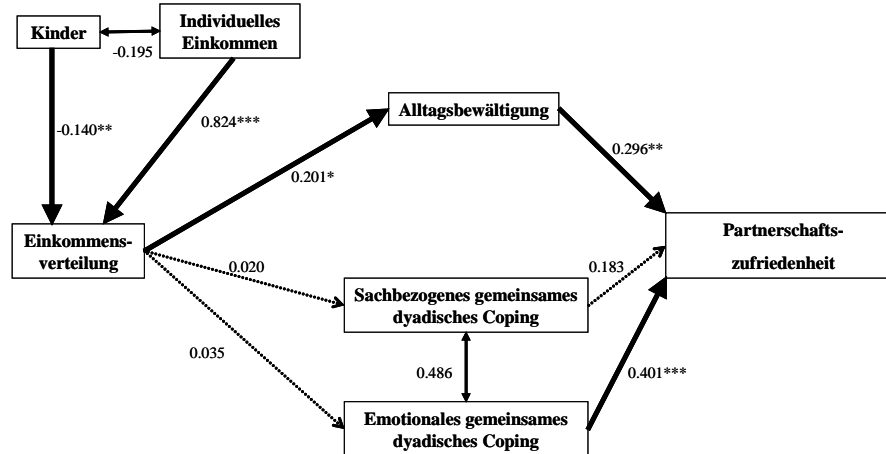 Kinder
Individuelles
Einkommen
-0.195
-0.140**
0.824***
Alltagsbewältigung
0.201*
0.296**
Einkommens-
verteilung
Partnerschafts-
zufriedenheit
0.020
0.183
Sachbezogenes gemeinsames
dyadisches Coping
0.035
0.486
0.401***
Emotionales gemeinsames
dyadisches Coping